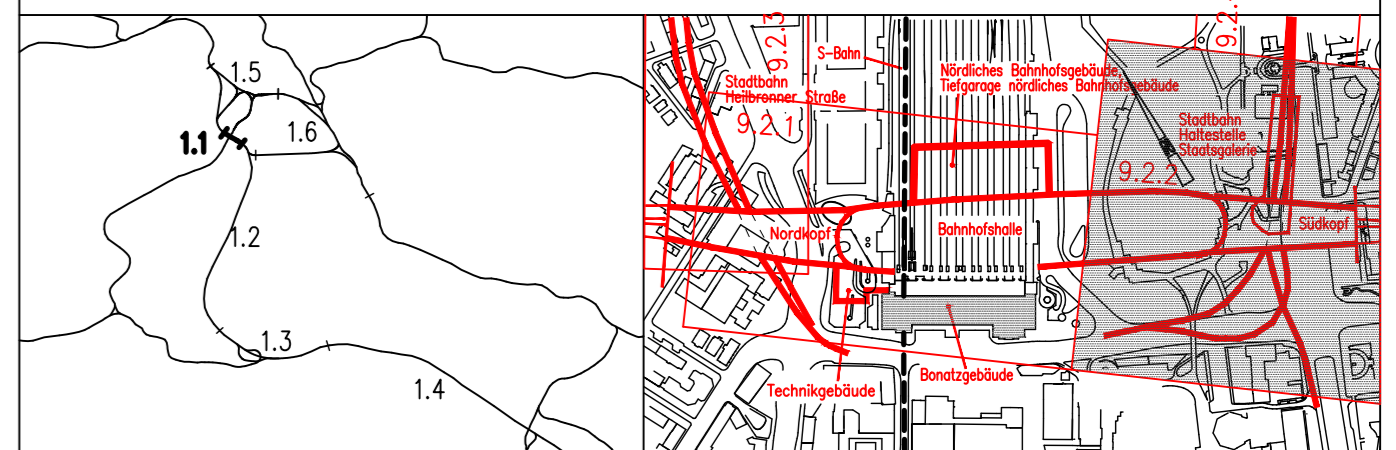 1.5
1.6
1.1
1.2
1.3
1.4
9.2.3
S-Bahn
Stadtbahn
Heilbronner Straße
9.2.1
Nördliches Bahnhofsgebäude,
Tiefgarage nördliches Bahnhofsgebäude
Stadtbahn
Haltestelle
Staatsgalerie
9.2.2
Nordkopf
Bahnhofshalle
Südkopf
Technikgebäude
Bonatzgebäude